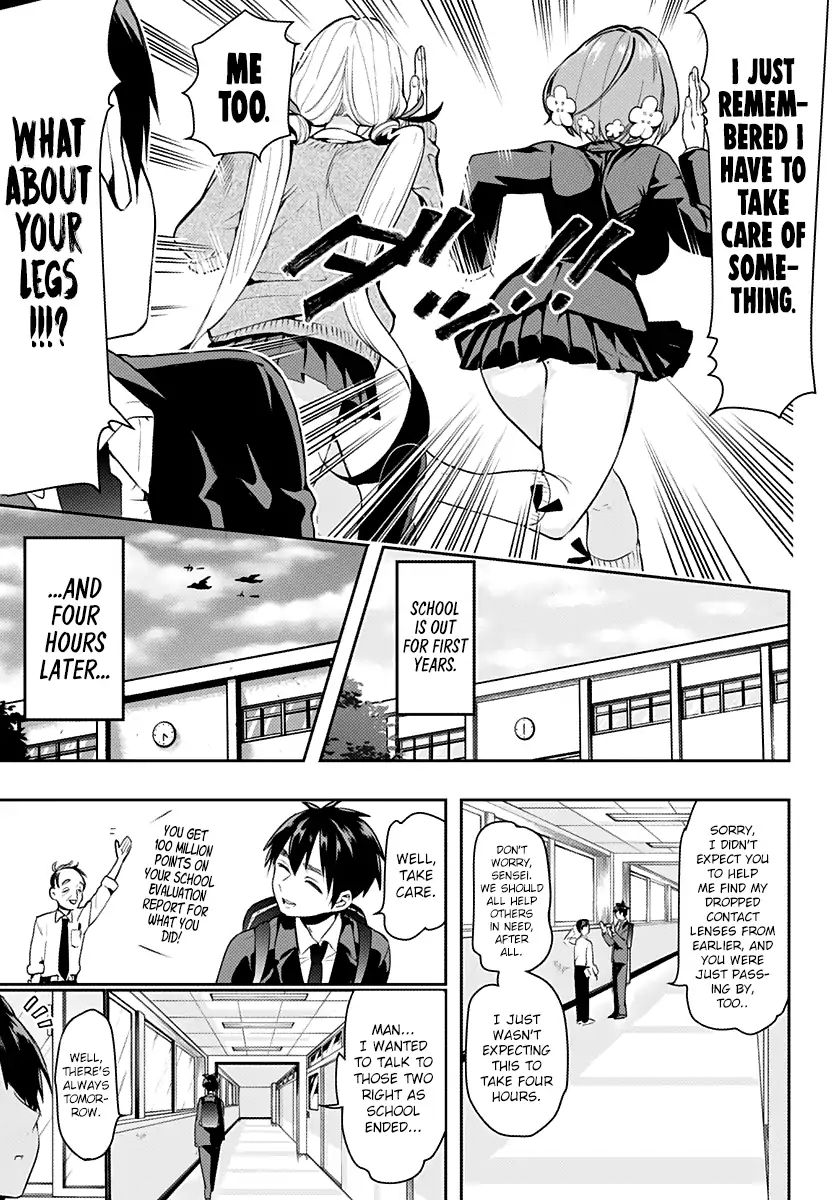 I JUST
REMEM-
BERED I
HAVE TO
TAKE
CARE OF
SOME-
THING.
ME
TOO.
WHAT
ABOUT
YOUR
LEGS
!!!?
ダッ!!
SCHOOL
IS OUT
FOR FIRST
YEARS.
...AND
FOUR
HOURS
LATER...
SORRY,
I DIDN'T
EXPECT YOU
TO HELP
ME FIND MY
DROPPED
CONTACT
LENSES FROM
EARLIER, AND
YOU WERE
JUST PASS-
ING BY,
TOO..
DON'T
WORRY,
SENSEI.
WE SHOULD
ALL HELP
OTHERS
IN NEED,
AFTER
ALL.
I JUST
WASN'T
EXPECTING
THIS TO
TAKE FOUR
HOURS.
WELL,
TAKE
CARE.
YOU GET
100 MILLION
POINTS ON
YOUR SCHOOL
EVALUATION
REPORT FOR
WHAT YOU
DID!
MAN...
I WANTED
TO TALK TO
THOSE TWO
RIGHT AS
SCHOOL
ENDED...
WELL,
THERE'S
ALWAYS
TOMOR-
ROW.